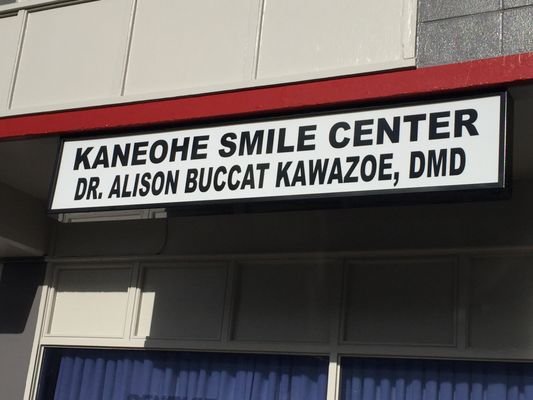 KANEOHE SMILE CENTER
DR. ALISON BUCCAT KAWAZOE, DMD